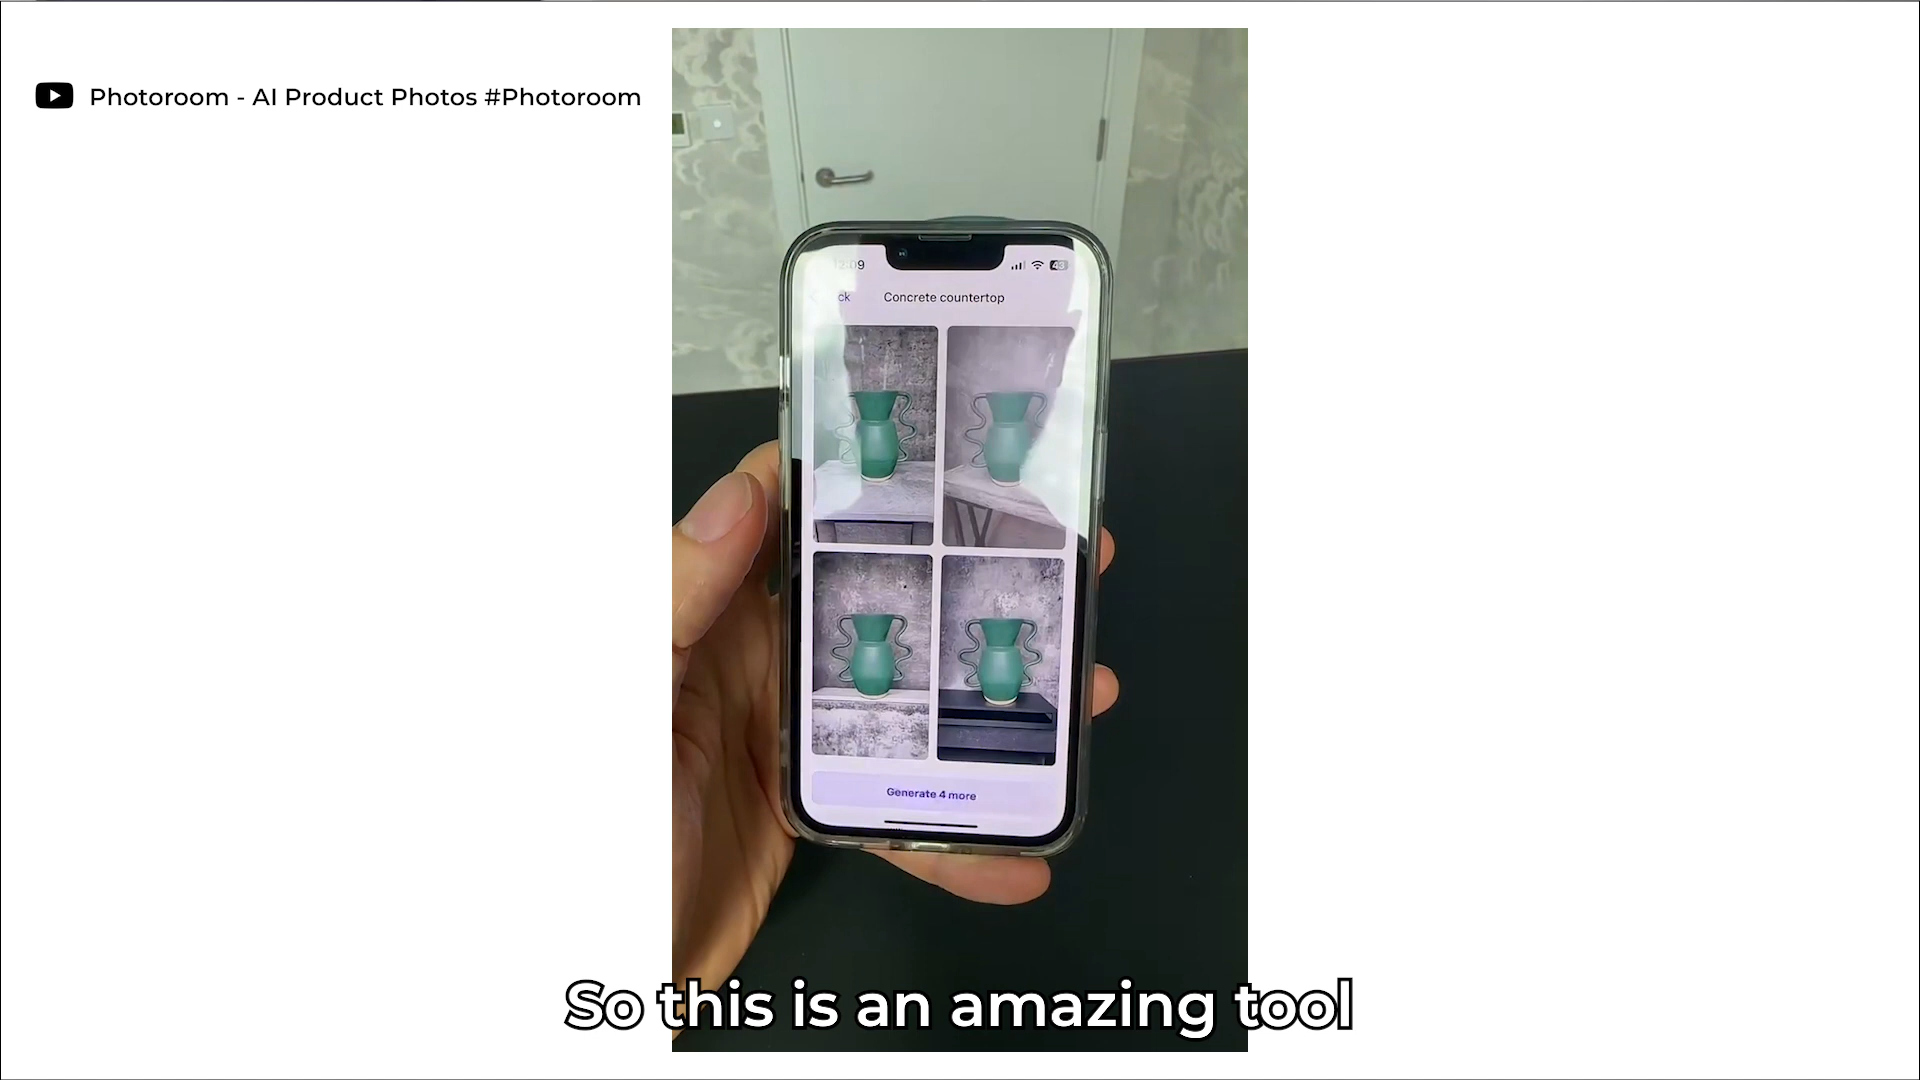 Photoroom - AI Product Photos #Photoroom
Concrete countertop
Generate 4 more
So this is an amazing tool